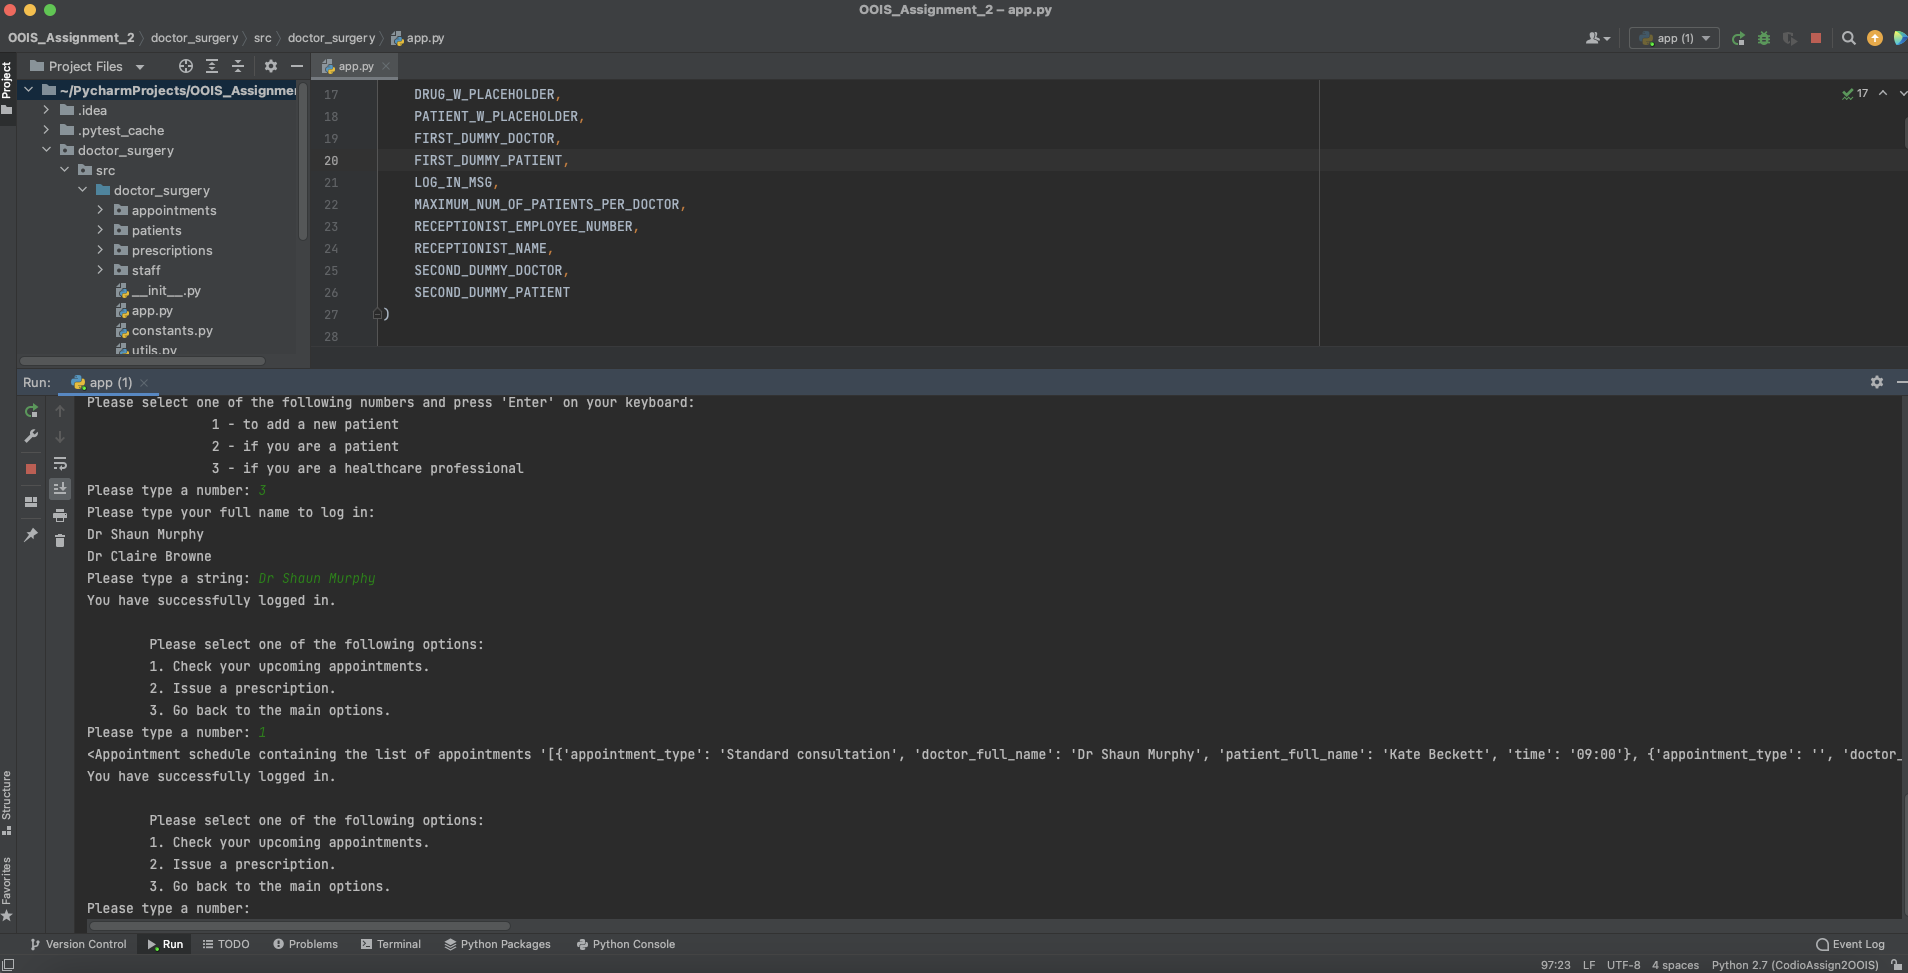 OOIS_Assignment_2 – app.py
OOIS_Assignment_2 doctor_surgery src doctor_surgery app.py
app (1)
Project
Project Files
app.py
~/PycharmProjects/OOIS_Assignmen
.idea
.pytest_cache
doctor_surgery
src
doctor_surgery
appointments
patients
prescriptions
staff
__init__.py
app.py
constants.py
utils.py
17 DRUG_W_PLACEHOLDER,
18 PATIENT_W_PLACEHOLDER,
19 FIRST_DUMMY_DOCTOR,
20 FIRST_DUMMY_PATIENT,
21 LOG_IN_MSG,
22 MAXIMUM_NUM_OF_PATIENTS_PER_DOCTOR,
23 RECEPTIONIST_EMPLOYEE_NUMBER,
24 RECEPTIONIST_NAME,
25 SECOND_DUMMY_DOCTOR,
26 SECOND_DUMMY_PATIENT
27 )
28
17
Run: app (1)
Please select one of the following numbers and press 'Enter' on your keyboard:
1 - to add a new patient
2 - if you are a patient
3 - if you are a healthcare professional
Please type a number: 3
Please type your full name to log in:
Dr Shaun Murphy
Dr Claire Browne
Please type a string: Dr Shaun Murphy
You have successfully logged in.
Please select one of the following options:
1. Check your upcoming appointments.
2. Issue a prescription.
3. Go back to the main options.
Please type a number: 1
<Appointment schedule containing the list of appointments '[{'appointment_type': 'Standard consultation', 'doctor_full_name': 'Dr Shaun Murphy', 'patient_full_name': 'Kate Beckett', 'time': '09:00'}, {'appointment_type': '', 'doctor_
You have successfully logged in.
Please select one of the following options:
1. Check your upcoming appointments.
2. Issue a prescription.
3. Go back to the main options.
Please type a number:
Structure
Favorites
Version Control Run TODO Problems Terminal Python Packages Python Console Event Log
97:23 LF UTF-8 4 spaces Python 2.7 (CodioAssign2OOIS)